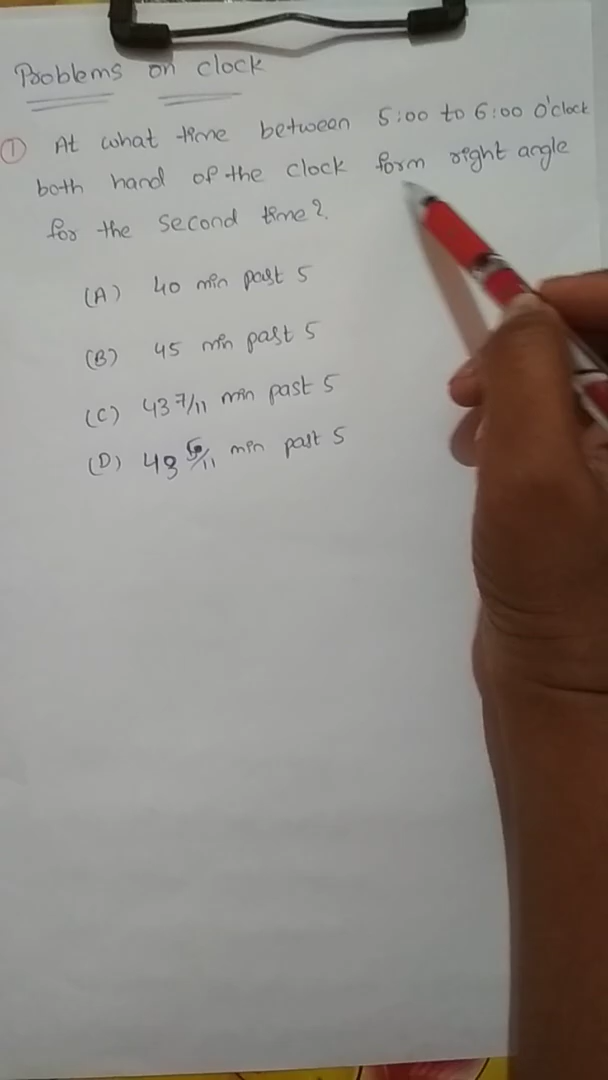 Problems on clock
① At what time between 5:00 to 6:00 O'clock
both hand of the clock form right angle
for the second time?
(A) 40 min past 5
(B) 45 min past 5
(C) 43 7/11 min past 5
(D) 43 5/11 min past 5